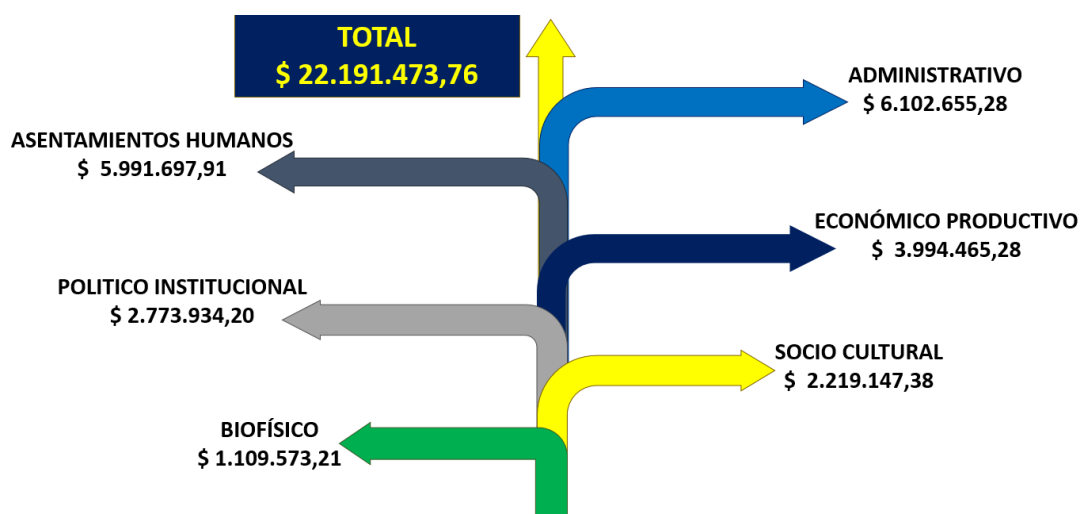 TOTAL
$ 22.191.473,76
ADMINISTRATIVO
$ 6.102.655,28
ASENTAMIENTOS HUMANOS
$ 5.991.697,91
ECONÓMICO PRODUCTIVO
$ 3.994.465,28
POLITICO INSTITUCIONAL
$ 2.773.934,20
SOCIO CULTURAL
$ 2.219.147,38
BIOFÍSICO
$ 1.109.573,21